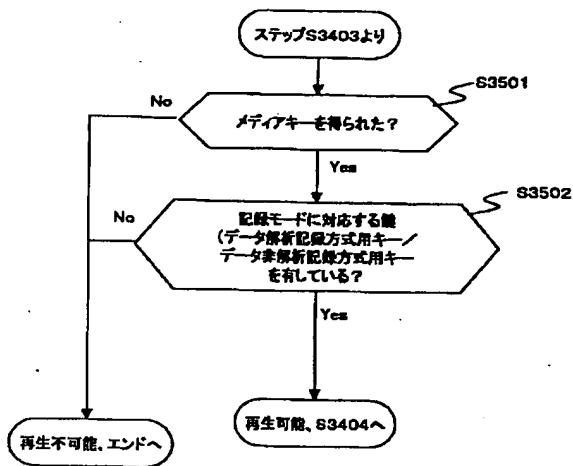 ステップS3403より
S3501
No
メディアキーを得られた？
Yes
S3502
No
記録モードに対応する鍵
(データ解析記録方式用キー／
データ非解析記録方式用キー
を有している？
Yes
再生不可能、エンドへ
再生可能、S3404へ